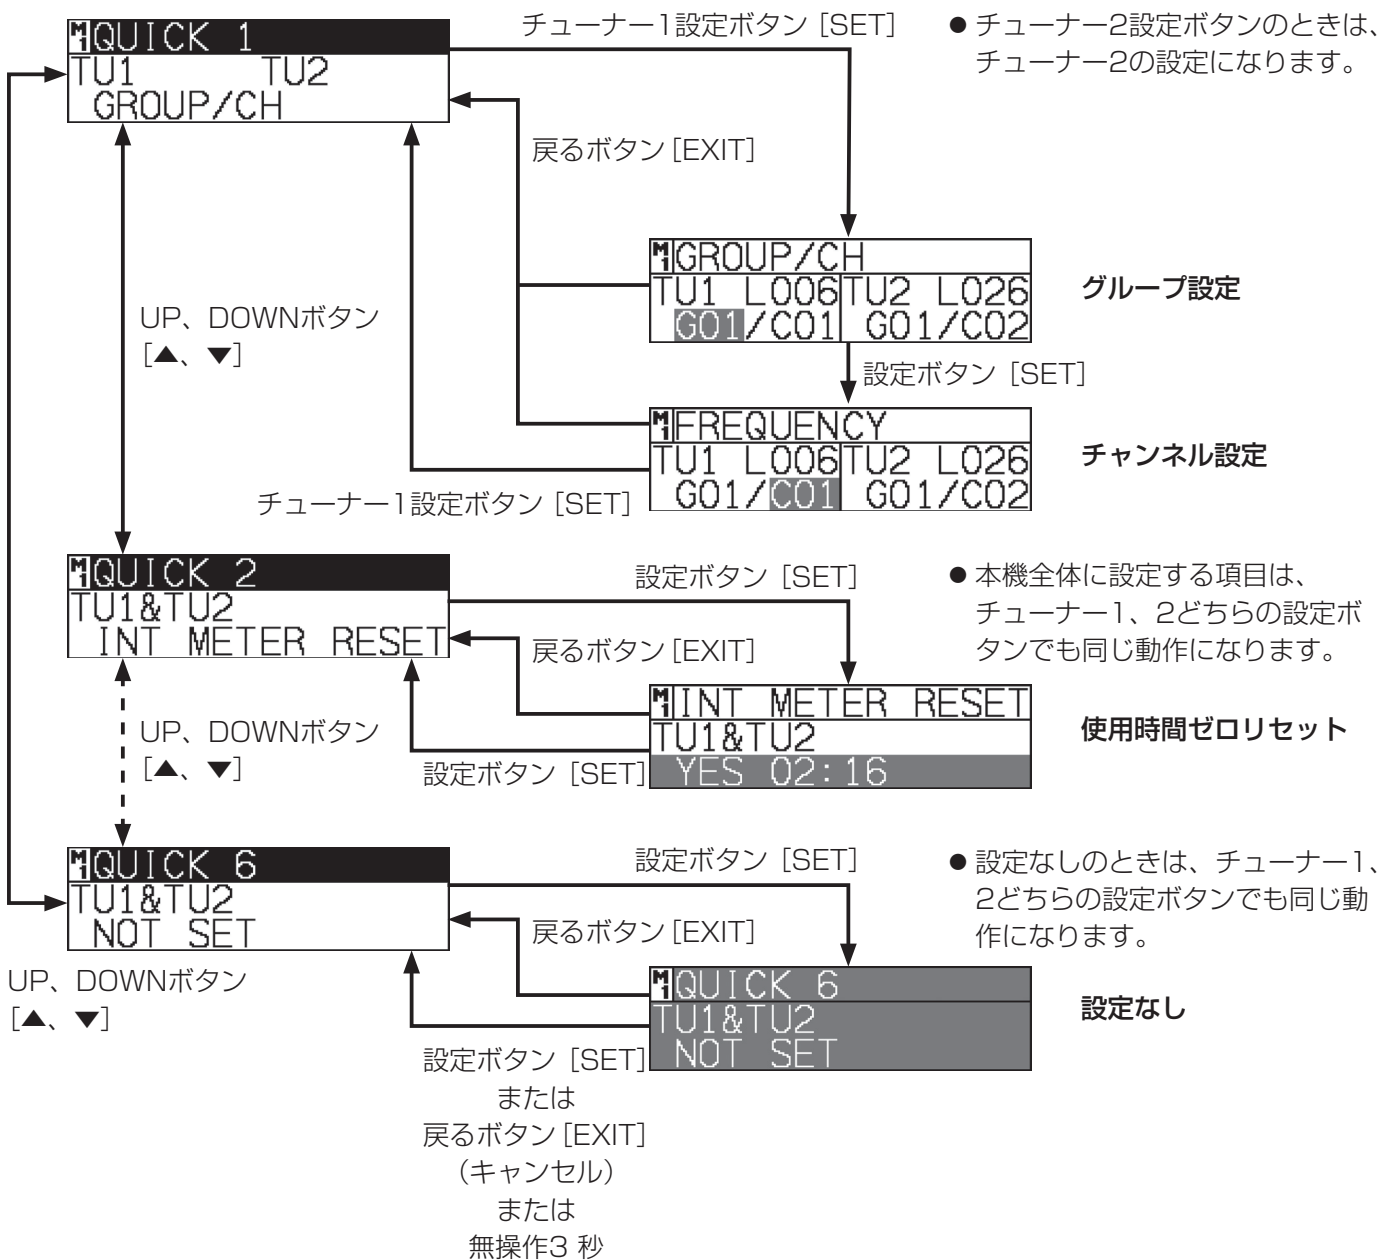 M1 QUICK 1
TU1 TU2
GROUP/CH
チューナー1設定ボタン [SET]
● チューナー2設定ボタンのときは、
チューナー2の設定になります。
戻るボタン [EXIT]
UP、DOWNボタン
[▲、▼]
M1 GROUP/CH
TU1 L006 TU2 L026
G01/C01 G01/C02
グループ設定
設定ボタン [SET]
M1 FREQUENCY
TU1 L006 TU2 L026
G01/C01 G01/C02
チャンネル設定
チューナー1設定ボタン [SET]
M1 QUICK 2
TU1&TU2
INT METER RESET
設定ボタン [SET]
● 本機全体に設定する項目は、
チューナー1、2どちらの設定ボ
タンでも同じ動作になります。
戻るボタン [EXIT]
UP、DOWNボタン
[▲、▼]
M1 INT METER RESET
TU1&TU2
YES 02:16
使用時間ゼロリセット
設定ボタン [SET]
M1 QUICK 6
TU1&TU2
NOT SET
設定ボタン [SET]
● 設定なしのときは、チューナー1、
2どちらの設定ボタンでも同じ動
作になります。
戻るボタン [EXIT]
UP、DOWNボタン
[▲、▼]
M1 QUICK 6
TU1&TU2
NOT SET
設定なし
設定ボタン [SET]
または
戻るボタン [EXIT]
（キャンセル）
または
無操作3 秒